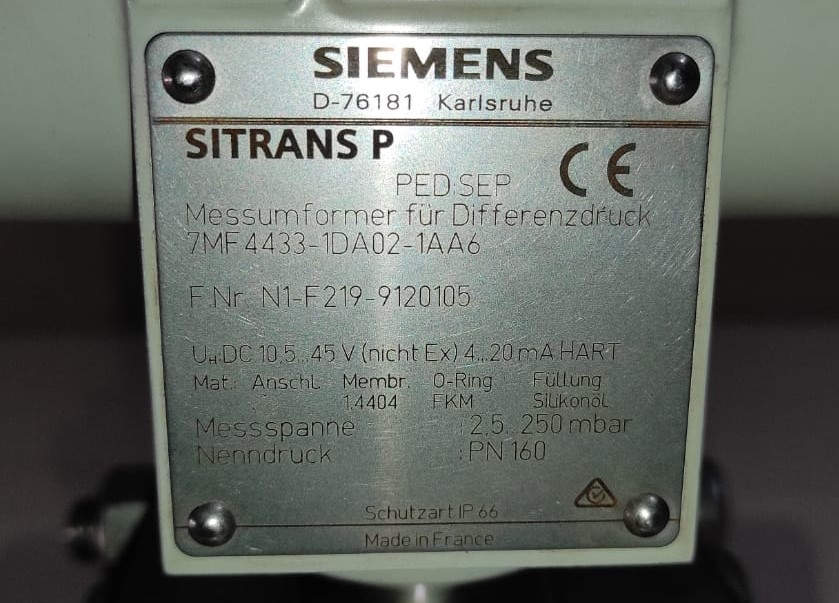 SIEMENS
D-76181 Karlsruhe
SITRANS P
CE
PED:SEP
Messumformer für Differenzdruck
7MF4433-1DA02-1AA6
F.Nr. N1-F219-9120105
UH:DC 10,5...45 V (nicht Ex) 4...20mA HART
Mat.: Anschl. Membr. O-Ring Füllung
1,4404 FKM Silikonöl
Messspanne :2,5..250 mbar
Nenndruck :PN 160
Schutzart IP 66
Made in France